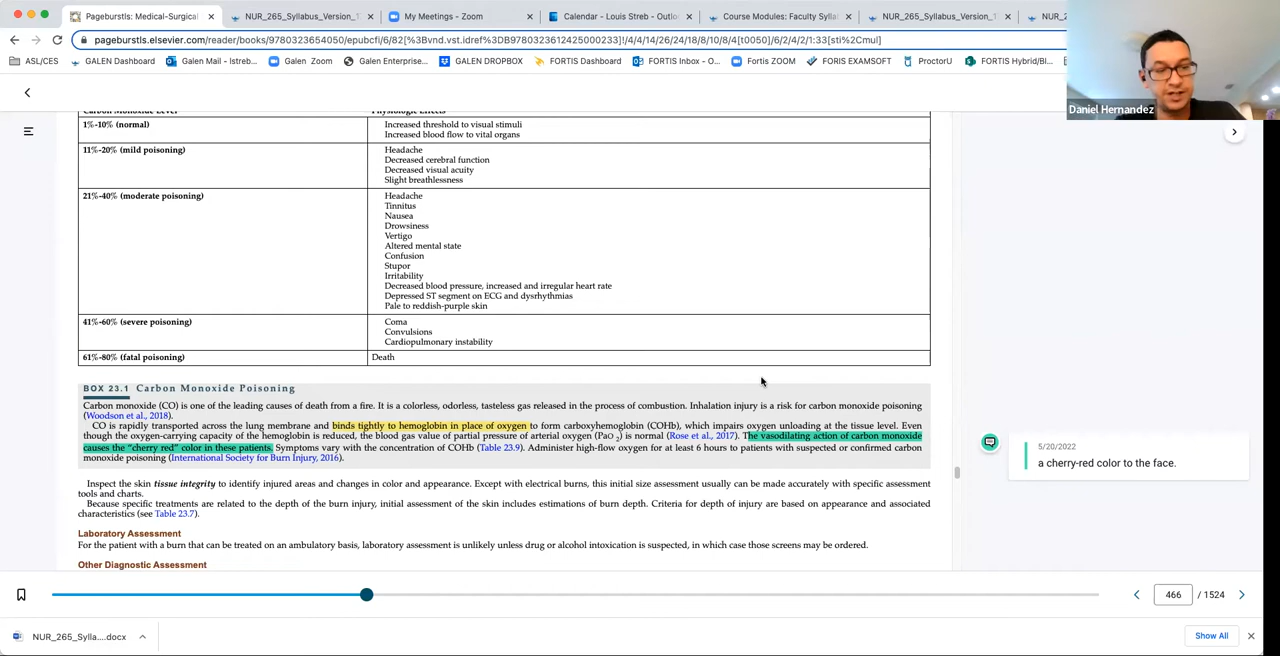 Pageburstls: Medical-Surgical
NUR_265_Syllabus_Version_1
My Meetings - Zoom
Calendar - Louis Streb - Outlo
Course Modules: Faculty Sylla
NUR_265_Syllabus_Version_
NUR_2
pageburstls.elsevier.com/reader/books/9780323654050/epubcfi/6/82[%3Bvnd.vst.idref%3DB9780323612425000233]!/4/4/14/26/24/18/8/10/8/4[t0050]/6/2/4/2/1:33[sti%2Cmul]
ASL/CES
GALEN Dashboard
Galen Mail - lstreb...
Galen Zoom
Galen Enterprise...
GALEN DROPBOX
FORTIS Dashboard
FORTIS Inbox - O...
Fortis ZOOM
FORIS EXAMSOFT
ProctorU
FORTIS Hybrid/Bl...
Daniel Hernandez
Carbon Monoxide Level Physiologic Effects
1%-10% (normal) Increased threshold to visual stimuli
Increased blood flow to vital organs
11%-20% (mild poisoning) Headache
Decreased cerebral function
Decreased visual acuity
Slight breathlessness
21%-40% (moderate poisoning) Headache
Tinnitus
Nausea
Drowsiness
Vertigo
Altered mental state
Confusion
Stupor
Irritability
Decreased blood pressure, increased and irregular heart rate
Depressed ST segment on ECG and dysrhythmias
Pale to reddish-purple skin
41%-60% (severe poisoning) Coma
Convulsions
Cardiopulmonary instability
61%-80% (fatal poisoning) Death
BOX 23.1 Carbon Monoxide Poisoning
Carbon monoxide (CO) is one of the leading causes of death from a fire. It is a colorless, odorless, tasteless gas released in the process of combustion. Inhalation injury is a risk for carbon monoxide poisoning
(Woodson et al., 2018).
CO is rapidly transported across the lung membrane and binds tightly to hemoglobin in place of oxygen to form carboxyhemoglobin (COHb), which impairs oxygen unloading at the tissue level. Even
though the oxygen-carrying capacity of the hemoglobin is reduced, the blood gas value of partial pressure of arterial oxygen (PaO 2) is normal (Rose et al., 2017). The vasodilating action of carbon monoxide
causes the "cherry red" color in these patients. Symptoms vary with the concentration of COHb (Table 23.9). Administer high-flow oxygen for at least 6 hours to patients with suspected or confirmed carbon
monoxide poisoning (International Society for Burn Injury, 2016).
5/20/2022
a cherry-red color to the face.
Inspect the skin tissue integrity to identify injured areas and changes in color and appearance. Except with electrical burns, this initial size assessment usually can be made accurately with specific assessment
tools and charts.
Because specific treatments are related to the depth of the burn injury, initial assessment of the skin includes estimations of burn depth. Criteria for depth of injury are based on appearance and associated
characteristics (see Table 23.7).
Laboratory Assessment
For the patient with a burn that can be treated on an ambulatory basis, laboratory assessment is unlikely unless drug or alcohol intoxication is suspected, in which case those screens may be ordered.
Other Diagnostic Assessment
466 / 1524
NUR_265_Sylla....docx
Show All